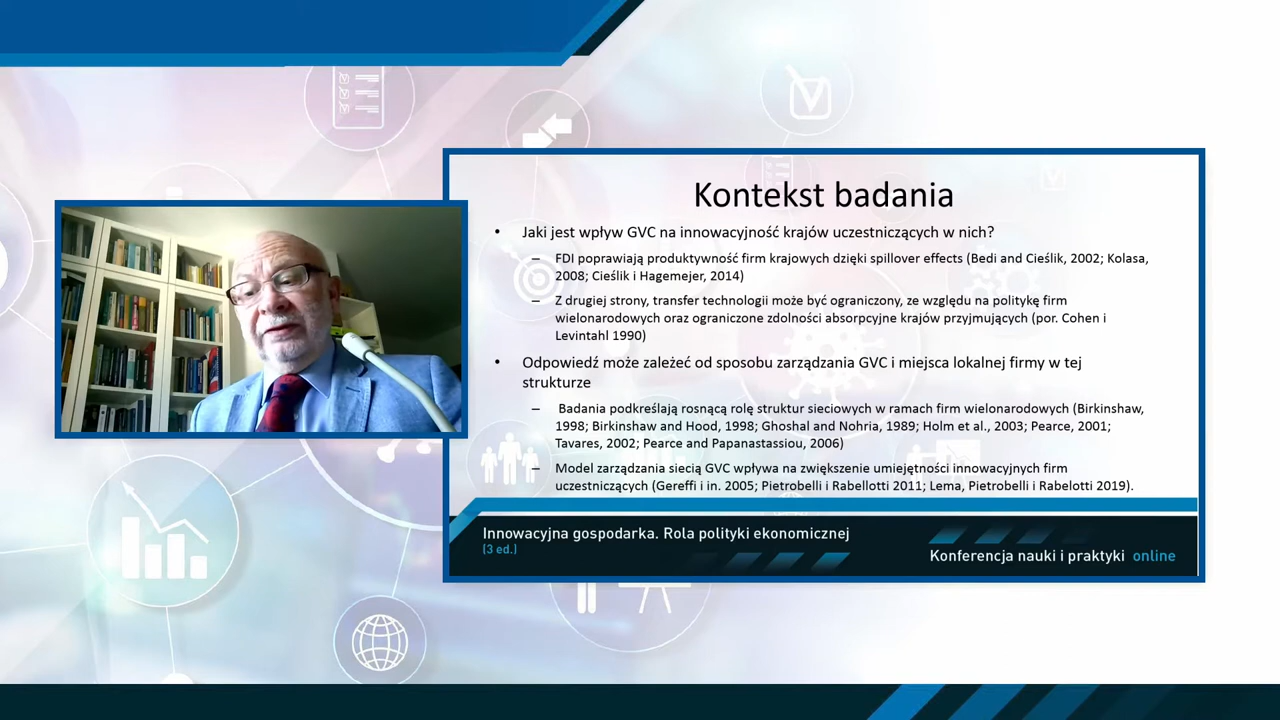 Kontekst badania
• Jaki jest wpływ GVC na innowacyjność krajów uczestniczących w nich?
– FDI poprawiają produktywność firm krajowych dzięki spillover effects (Bedi and Cieślik, 2002; Kolasa,
2008; Cieślik i Hagemejer, 2014)
– Z drugiej strony, transfer technologii może być ograniczony, ze względu na politykę firm
wielonarodowych oraz ograniczone zdolności absorpcyjne krajów przyjmujących (por. Cohen i
Levintahl 1990)
• Odpowiedź może zależeć od sposobu zarządzania GVC i miejsca lokalnej firmy w tej
strukturze
– Badania podkreślają rosnącą rolę struktur sieciowych w ramach firm wielonarodowych (Birkinshaw,
1998; Birkinshaw and Hood, 1998; Ghoshal and Nohria, 1989; Holm et al., 2003; Pearce, 2001;
Tavares, 2002; Pearce and Papanastassiou, 2006)
– Model zarządzania siecią GVC wpływa na zwiększenie umiejętności innowacyjnych firm
uczestniczących (Gereffi i in. 2005; Pietrobelli i Rabellotti 2011; Lema, Pietrobelli i Rabelotti 2019).
Innowacyjna gospodarka. Rola polityki ekonomicznej
[3 ed.]
Konferencja nauki i praktyki online